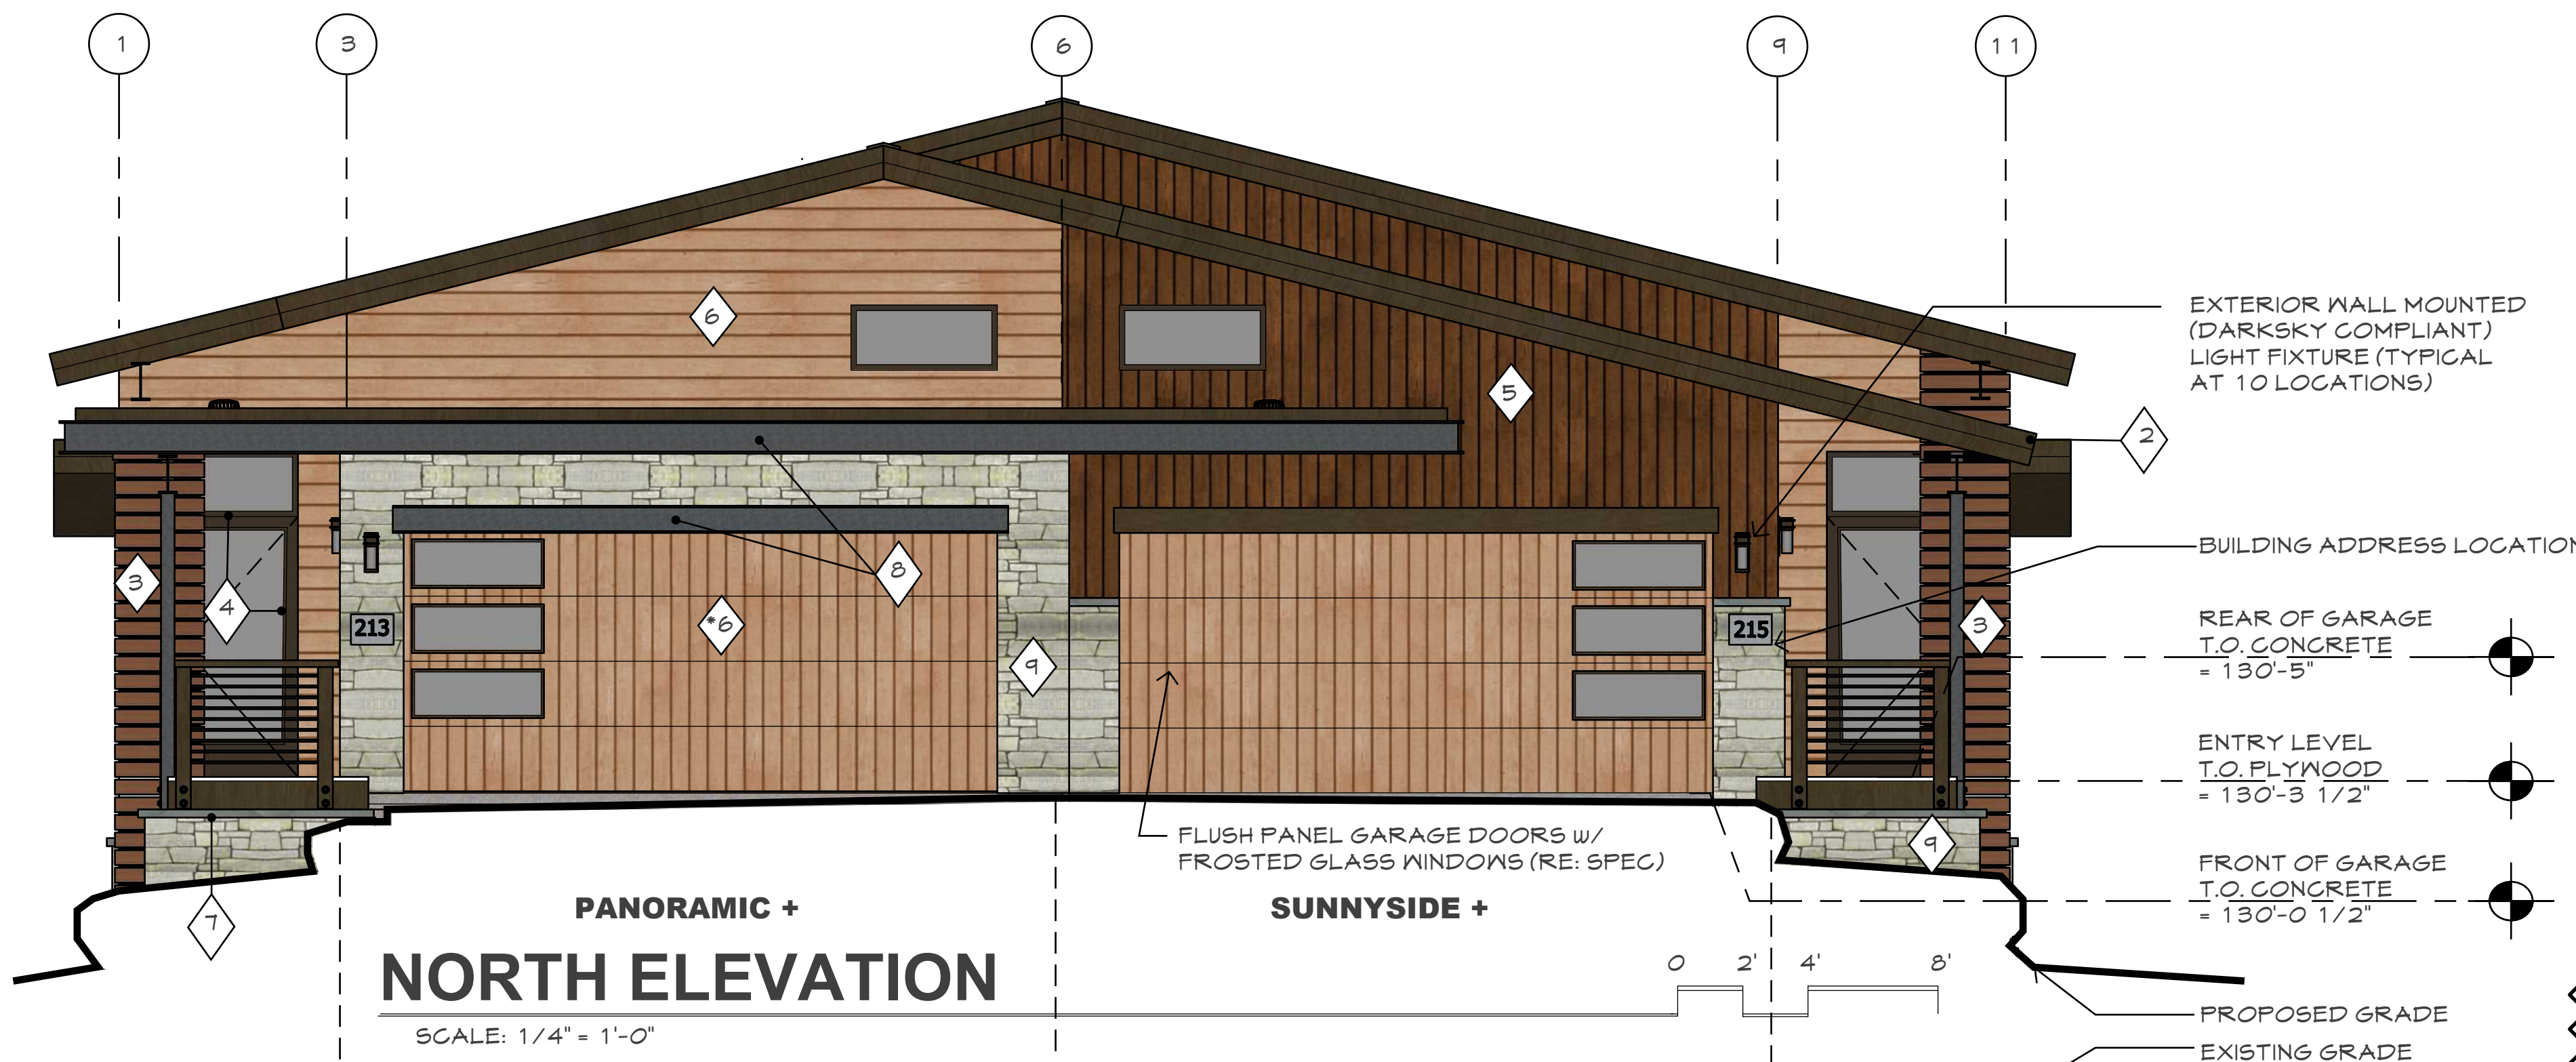 1
3
6
9
11
6
5
EXTERIOR WALL MOUNTED
(DARKSKY COMPLIANT)
LIGHT FIXTURE (TYPICAL
AT 10 LOCATIONS)
2
BUILDING ADDRESS LOCATION
3
4
8
213
*6
9
215
3
REAR OF GARAGE
T.O. CONCRETE
= 130'-5"
ENTRY LEVEL
T.O. PLYWOOD
= 130'-3 1/2"
FLUSH PANEL GARAGE DOORS W/
FROSTED GLASS WINDOWS (RE: SPEC)
9
FRONT OF GARAGE
T.O. CONCRETE
= 130'-0 1/2"
7
PANORAMIC +
SUNNYSIDE +
NORTH ELEVATION
SCALE: 1/4" = 1'-0"
0 2' 4' 8'
PROPOSED GRADE
EXISTING GRADE